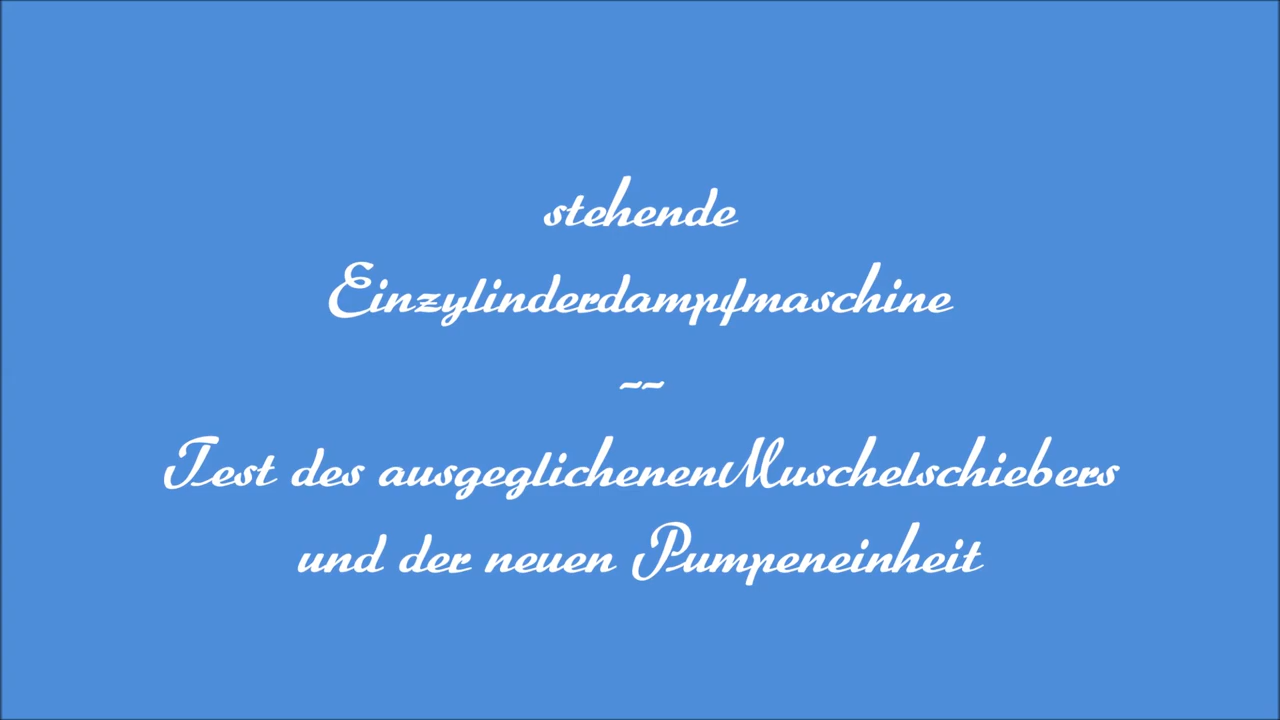 stehende
Einzylinderdampfmaschine
~~
Test des ausgeglichenenMuschelschiebers
und der neuen Pumpeneinheit